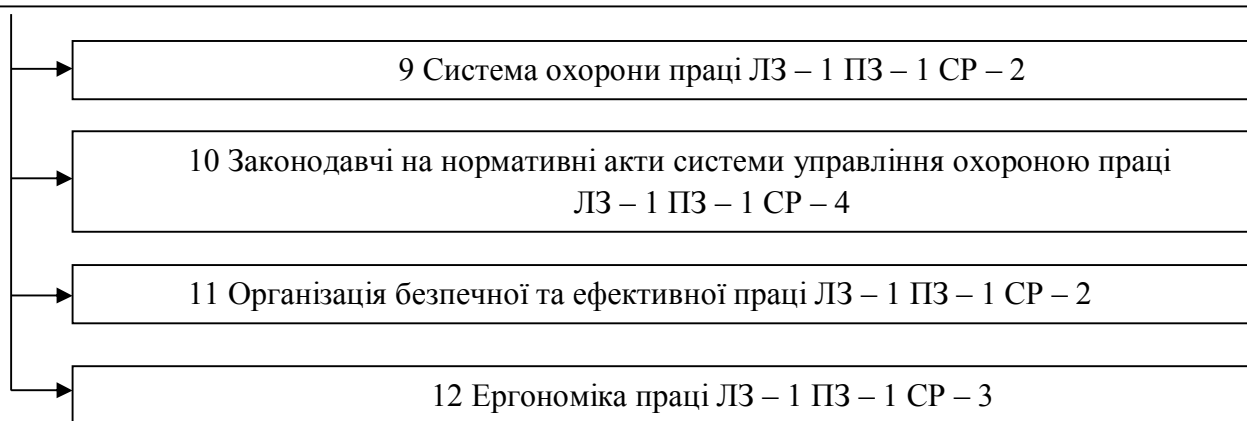 9 Система охорони праці ЛЗ – 1 ПЗ – 1 СР – 2
10 Законодавчі на нормативні акти системи управління охороною праці
ЛЗ – 1 ПЗ – 1 СР – 4
11 Організація безпечної та ефективної праці ЛЗ – 1 ПЗ – 1 СР – 2
12 Ергономіка праці ЛЗ – 1 ПЗ – 1 СР – 3